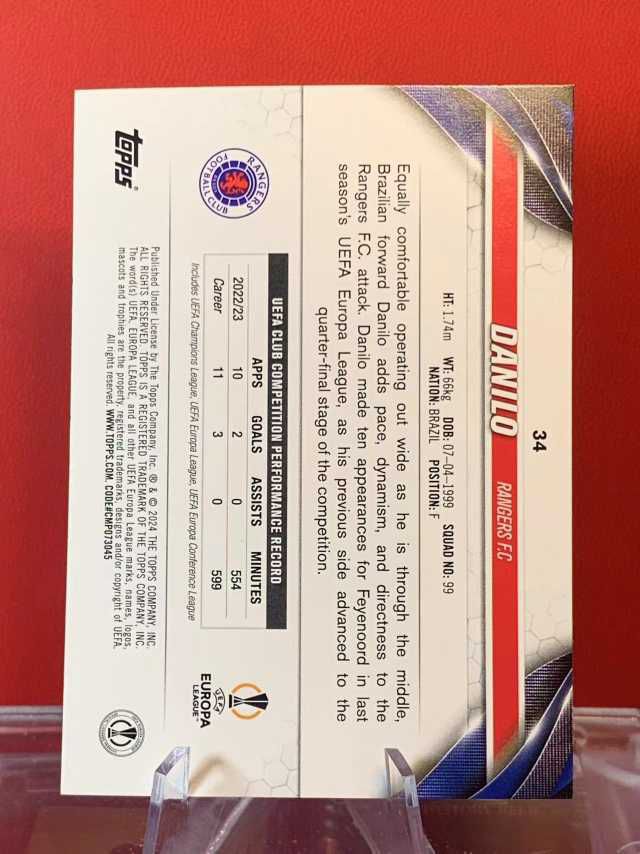 34
DANILO
RANGERS F.C
HT: 1.74m WT: 66kg DOB: 07-04-1999 SQUAD NO: 99
NATION: BRAZIL POSITION: F
Equally comfortable operating out wide as he is through the middle,
Brazilian forward Danilo adds pace, dynamism, and directness to the
Rangers F.C. attack. Danilo made ten appearances for Feyenoord in last
season's UEFA Europa League, as his previous side advanced to the
quarter-final stage of the competition.
UEFA CLUB COMPETITION PERFORMANCE RECORD
APPS GOALS ASSISTS MINUTES
2022/23 10 2 0 554
Career 11 3 0 599
Includes UEFA Champions League, UEFA Europa League, UEFA Europa Conference League
RANGERS
FOOTBALL CLUB
UEFA
EUROPA
LEAGUE™
topps®
Published Under License by The Topps Company, Inc. ® & © 2024 THE TOPPS COMPANY, INC.
ALL RIGHTS RESERVED. TOPPS IS A REGISTERED TRADEMARK OF THE TOPPS COMPANY, INC.
The word(s) UEFA, EUROPA LEAGUE, and all other UEFA Europa League marks, names, logos,
mascots and trophies are the property, registered trademarks, designs and/or copyright of UEFA.
All rights reserved. WWW.TOPPS.COM. CODE#CMP073045